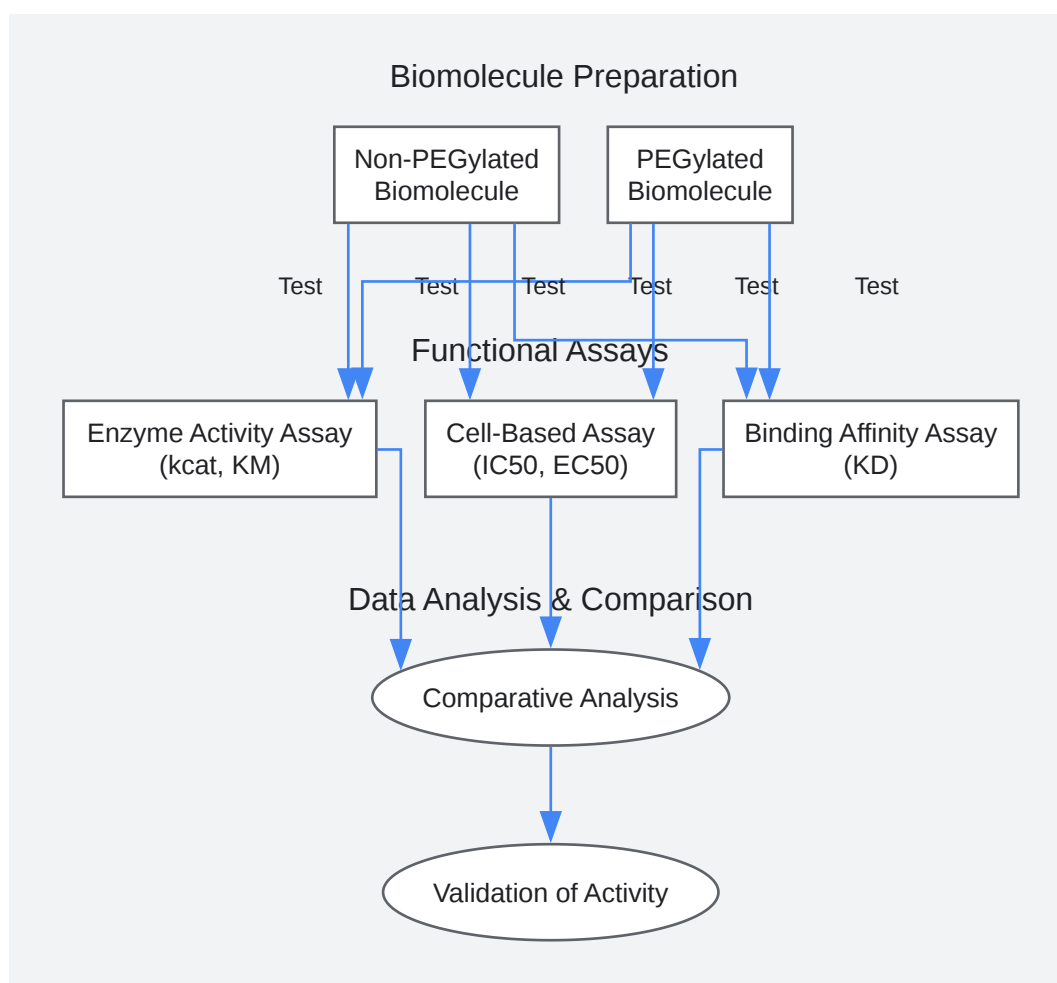 Biomolecule Preparation
Non-PEGylated
Biomolecule
PEGylated
Biomolecule
Test
Test
Test
Test
Test
Test
Functional Assays
Enzyme Activity Assay
(kcat, KM)
Cell-Based Assay
(IC50, EC50)
Binding Affinity Assay
(KD)
Data Analysis & Comparison
Comparative Analysis
Validation of Activity